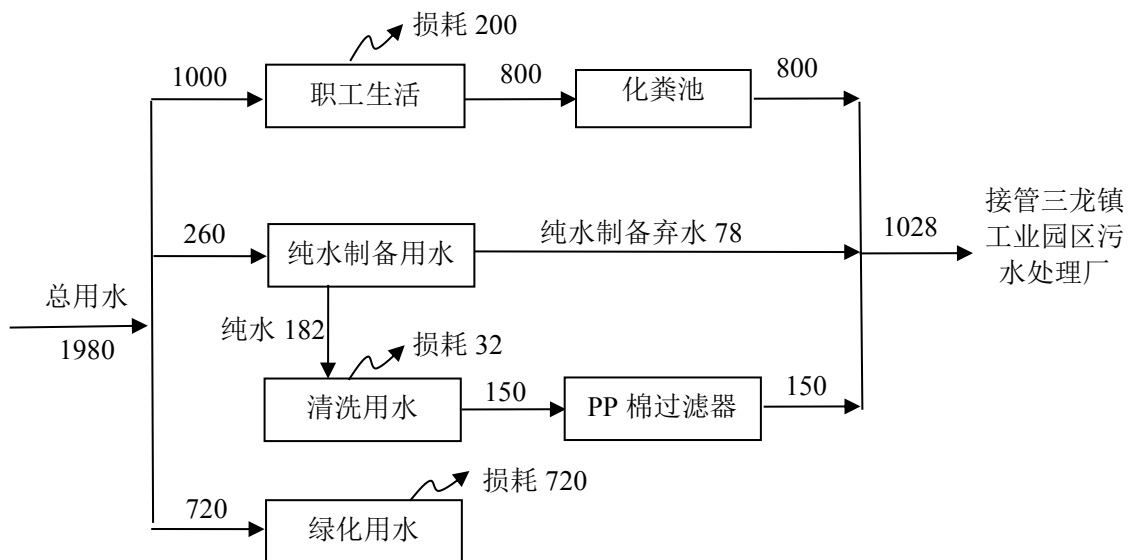 损耗 200
1000
职工生活
800
化粪池
800
260
纯水制备用水
纯水制备弃水 78
1028
接管三龙镇
工业园区污
水处理厂
总用水
1980
纯水 182
损耗 32
清洗用水
150
PP 棉过滤器
150
720
损耗 720
绿化用水